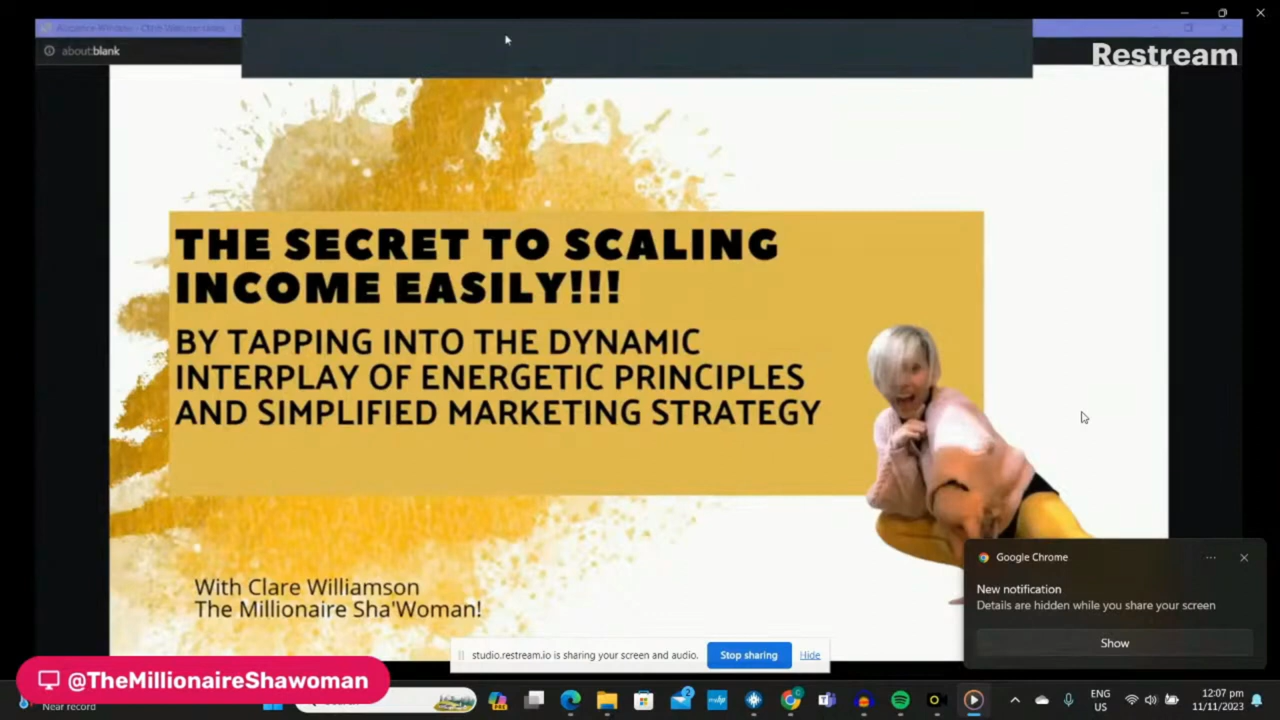 about:blank
Restream
THE SECRET TO SCALING
INCOME EASILY!!!
BY TAPPING INTO THE DYNAMIC
INTERPLAY OF ENERGETIC PRINCIPLES
AND SIMPLIFIED MARKETING STRATEGY
With Clare Williamson
The Millionaire Sha'Woman!
Google Chrome
New notification
Details are hidden while you share your screen
Show
studio.restream.io is sharing your screen and audio.
Stop sharing
Hide
@TheMillionaireShawoman
Near record
2
ENG
US
12:07 pm
11/11/2023